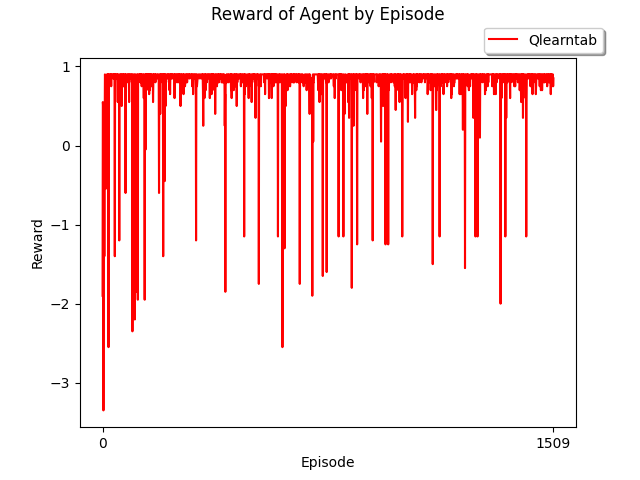 Reward of Agent by Episode
Qlearntab
1
0
−1
−2
−3
Reward
0
1509
Episode